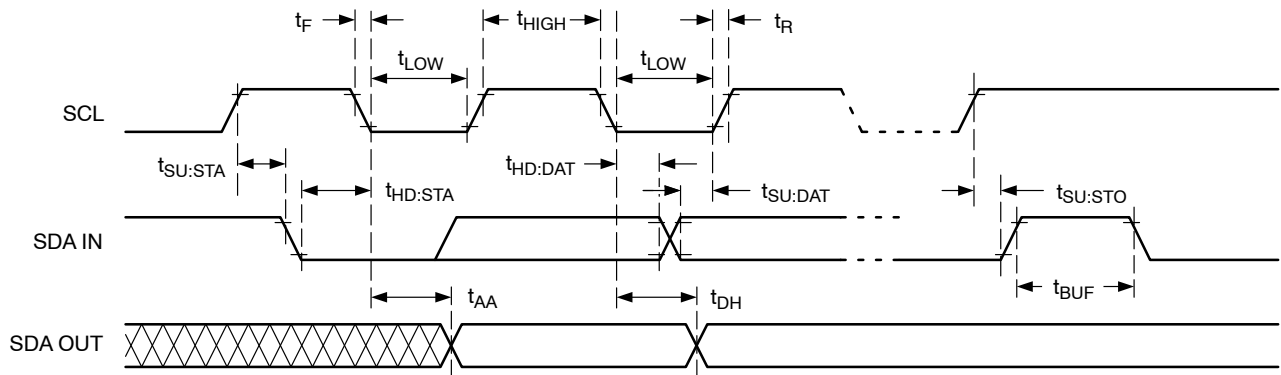 tF
tHIGH
tR
tLOW
tLOW
SCL
tSU:STA
tHD:STA
tHD:DAT
tSU:DAT
tSU:STO
SDA IN
tAA
tDH
tBUF
SDA OUT